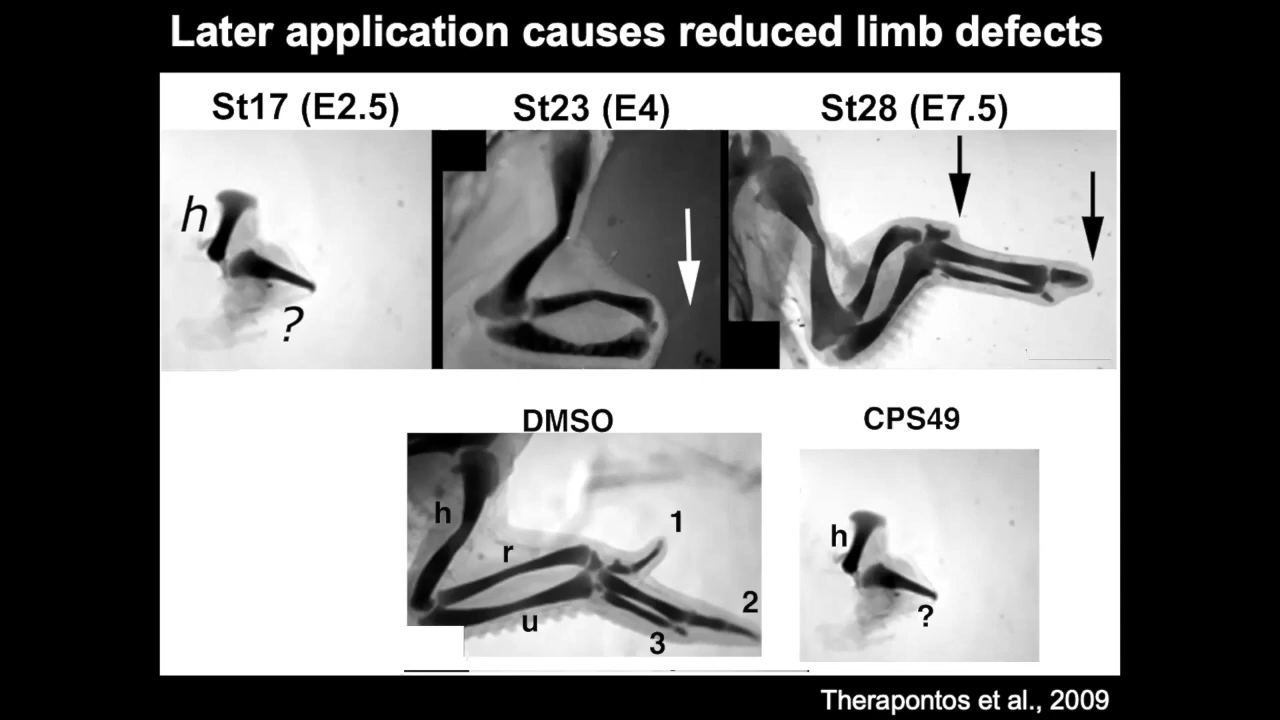 Later application causes reduced limb defects
St17 (E2.5) St23 (E4) St28 (E7.5)
h
?
DMSO CPS49
h
r
u
1
2
3
h
?
Therapontos et al., 2009